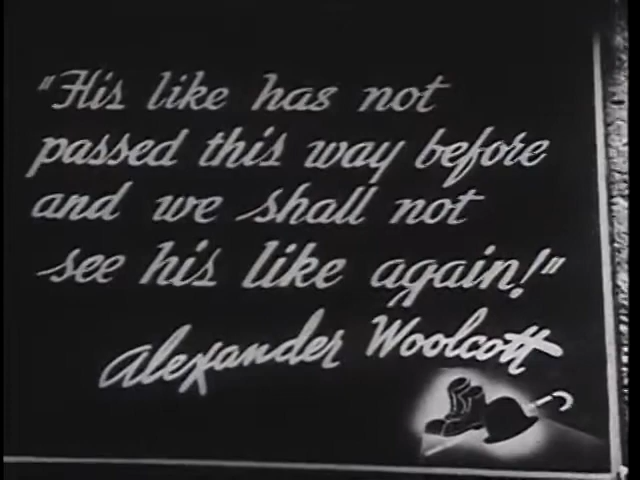 "His like has not
passed this way before
and we shall not
see his like again!"
Alexander Woolcott